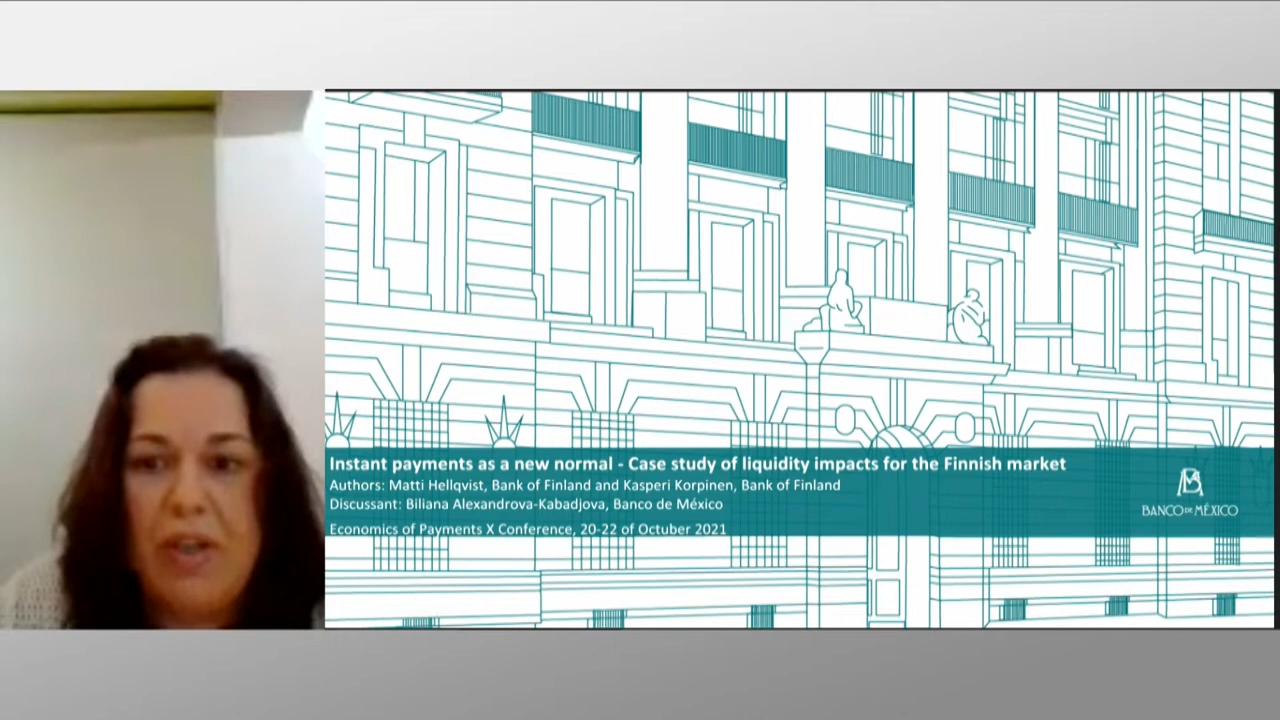 Instant payments as a new normal - Case study of liquidity impacts for the Finnish market
Authors: Matti Hellqvist, Bank of Finland and Kasperi Korpinen, Bank of Finland
Discussant: Biliana Alexandrova-Kabadjova, Banco de México
Economics of Payments X Conference, 20-22 of Octuber 2021
BANCO DE MÉXICO